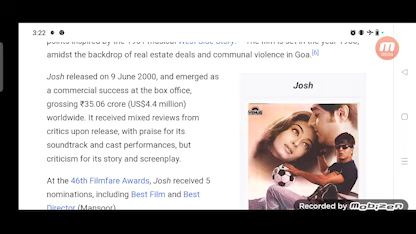 3:22
points inspired by the 1961 musical West Side Story. The film is set in the year 1980,
amidst the backdrop of real estate deals and communal violence in Goa.[6]
Josh released on 9 June 2000, and emerged as
a commercial success at the box office,
grossing ₹35.06 crore (US$4.4 million)
worldwide. It received mixed reviews from
critics upon release, with praise for its
soundtrack and cast performances, but
criticism for its story and screenplay.
At the 46th Filmfare Awards, Josh received 5
nominations, including Best Film and Best
Director (Mansoor)
Josh
VENUS
Recorded by Mobizen